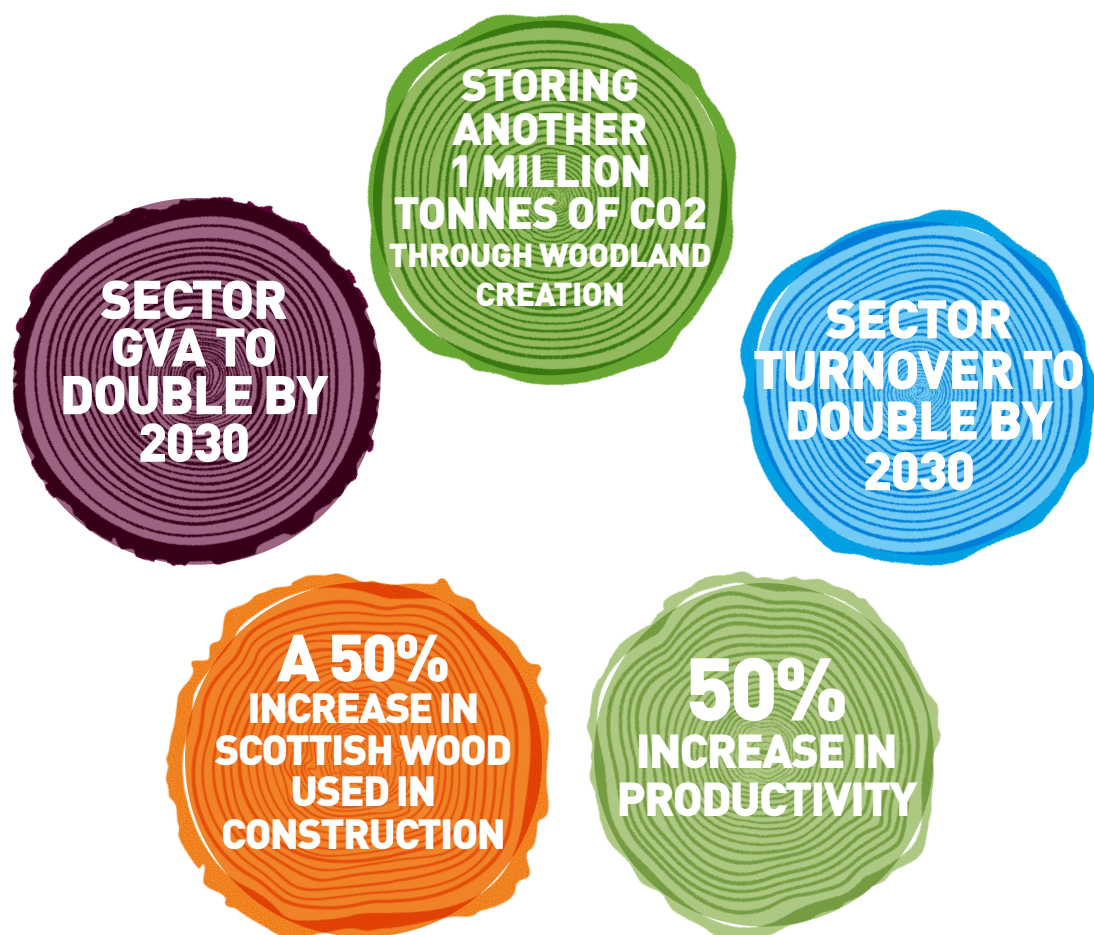 STORING
ANOTHER
1 MILLION
TONNES OF CO2
THROUGH WOODLAND
CREATION
SECTOR
GVA TO
DOUBLE BY
2030
SECTOR
TURNOVER TO
DOUBLE BY
2030
A 50%
INCREASE IN
SCOTTISH WOOD
USED IN
CONSTRUCTION
50%
INCREASE IN
PRODUCTIVITY